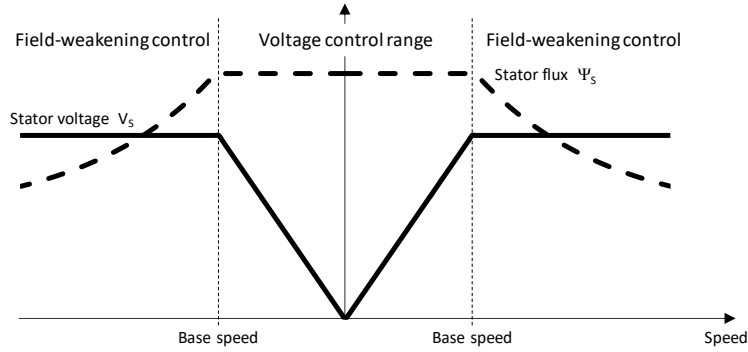 Field-weakening control
Voltage control range
Field-weakening control
Stator flux Ψs
Stator voltage Vs
Base speed
Base speed
Speed